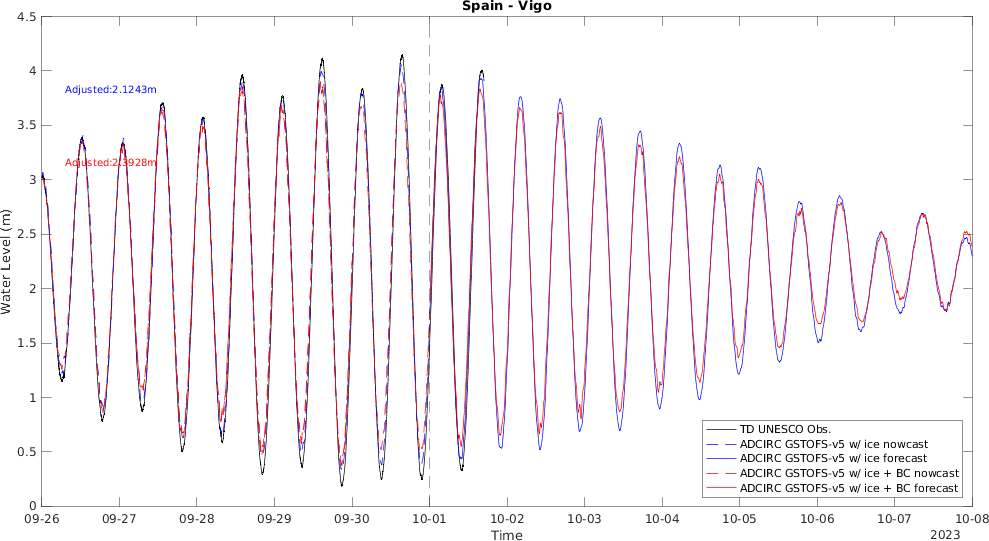 Spain - Vigo
4.5
4
3.5
3
2.5
2
1.5
1
0.5
0
Water Level (m)
Adjusted:2.1243m
Adjusted:2.3928m
TD UNESCO Obs.
ADCIRC GSTOFS-v5 w/ ice nowcast
ADCIRC GSTOFS-v5 w/ ice forecast
ADCIRC GSTOFS-v5 w/ ice + BC nowcast
ADCIRC GSTOFS-v5 w/ ice + BC forecast
09-26 09-27 09-28 09-29 09-30 10-01 10-02 10-03 10-04 10-05 10-06 10-07 10-08
Time
2023